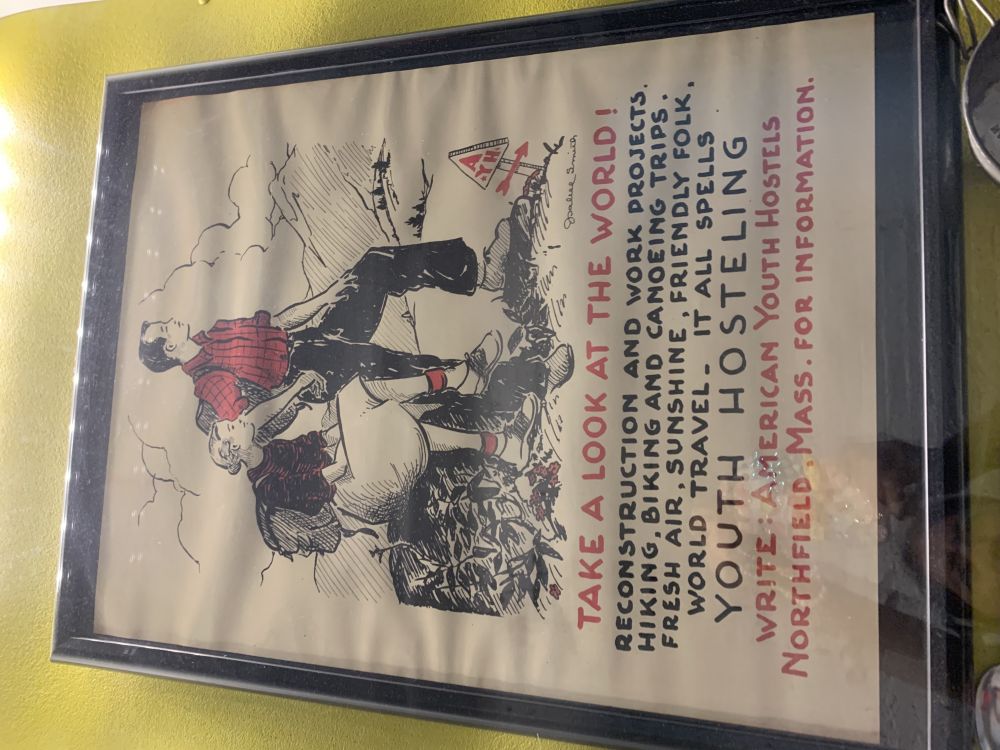 A
YH
TAKE A LOOK AT THE WORLD!
RECONSTRUCTION AND WORK PROJECTS.
HIKING, BIKING AND CANOEING TRIPS.
FRESH AIR, SUNSHINE, FRIENDLY FOLK,
WORLD TRAVEL - IT ALL SPELLS
YOUTH HOSTELING
WRITE: AMERICAN YOUTH HOSTELS
NORTHFIELD, MASS. FOR INFORMATION.